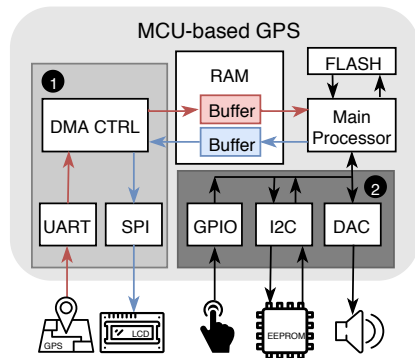 MCU-based GPS
1
RAM
FLASH
DMA CTRL
Buffer
Buffer
Main
Processor
2
UART
SPI
GPIO
I2C
DAC
GPS
LCD
EEPROM